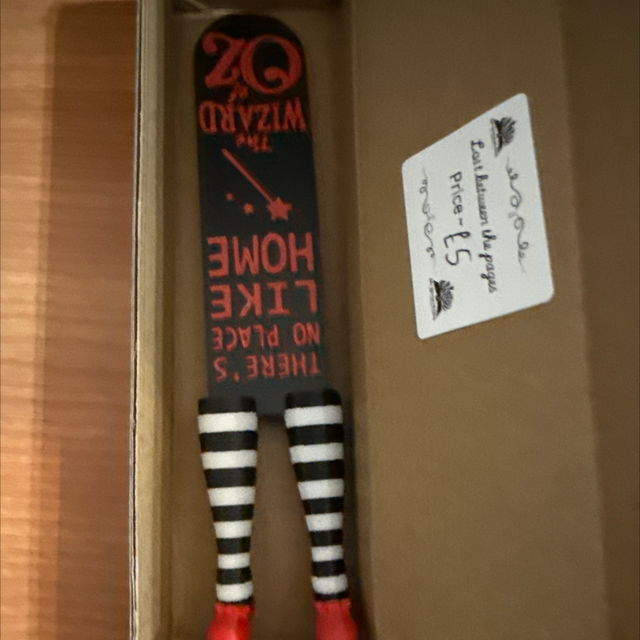 THERE'S
NO PLACE
LIKE
HOME
The
WIZARD
of
OZ
Lost between the pages
price - £5